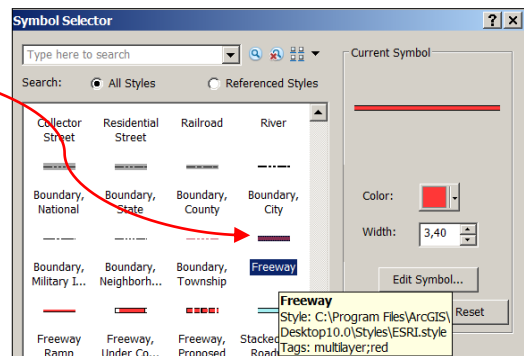 Symbol Selector
Type here to search
Search: All Styles Referenced Styles
Current Symbol
Collector Street
Residential Street
Railroad
River
Boundary, National
Boundary, State
Boundary, County
Boundary, City
Color:
Width: 3,40
Boundary, Military I...
Boundary, Neighborh...
Boundary, Township
Freeway
Edit Symbol...
Reset
Freeway
Style: C:\Program Files\ArcGIS\
Desktop10.0\Styles\ESRI.style
Tags: multilayer;red
Freeway Ramp
Freeway, Under Co...
Freeway, Proposed
Stacked